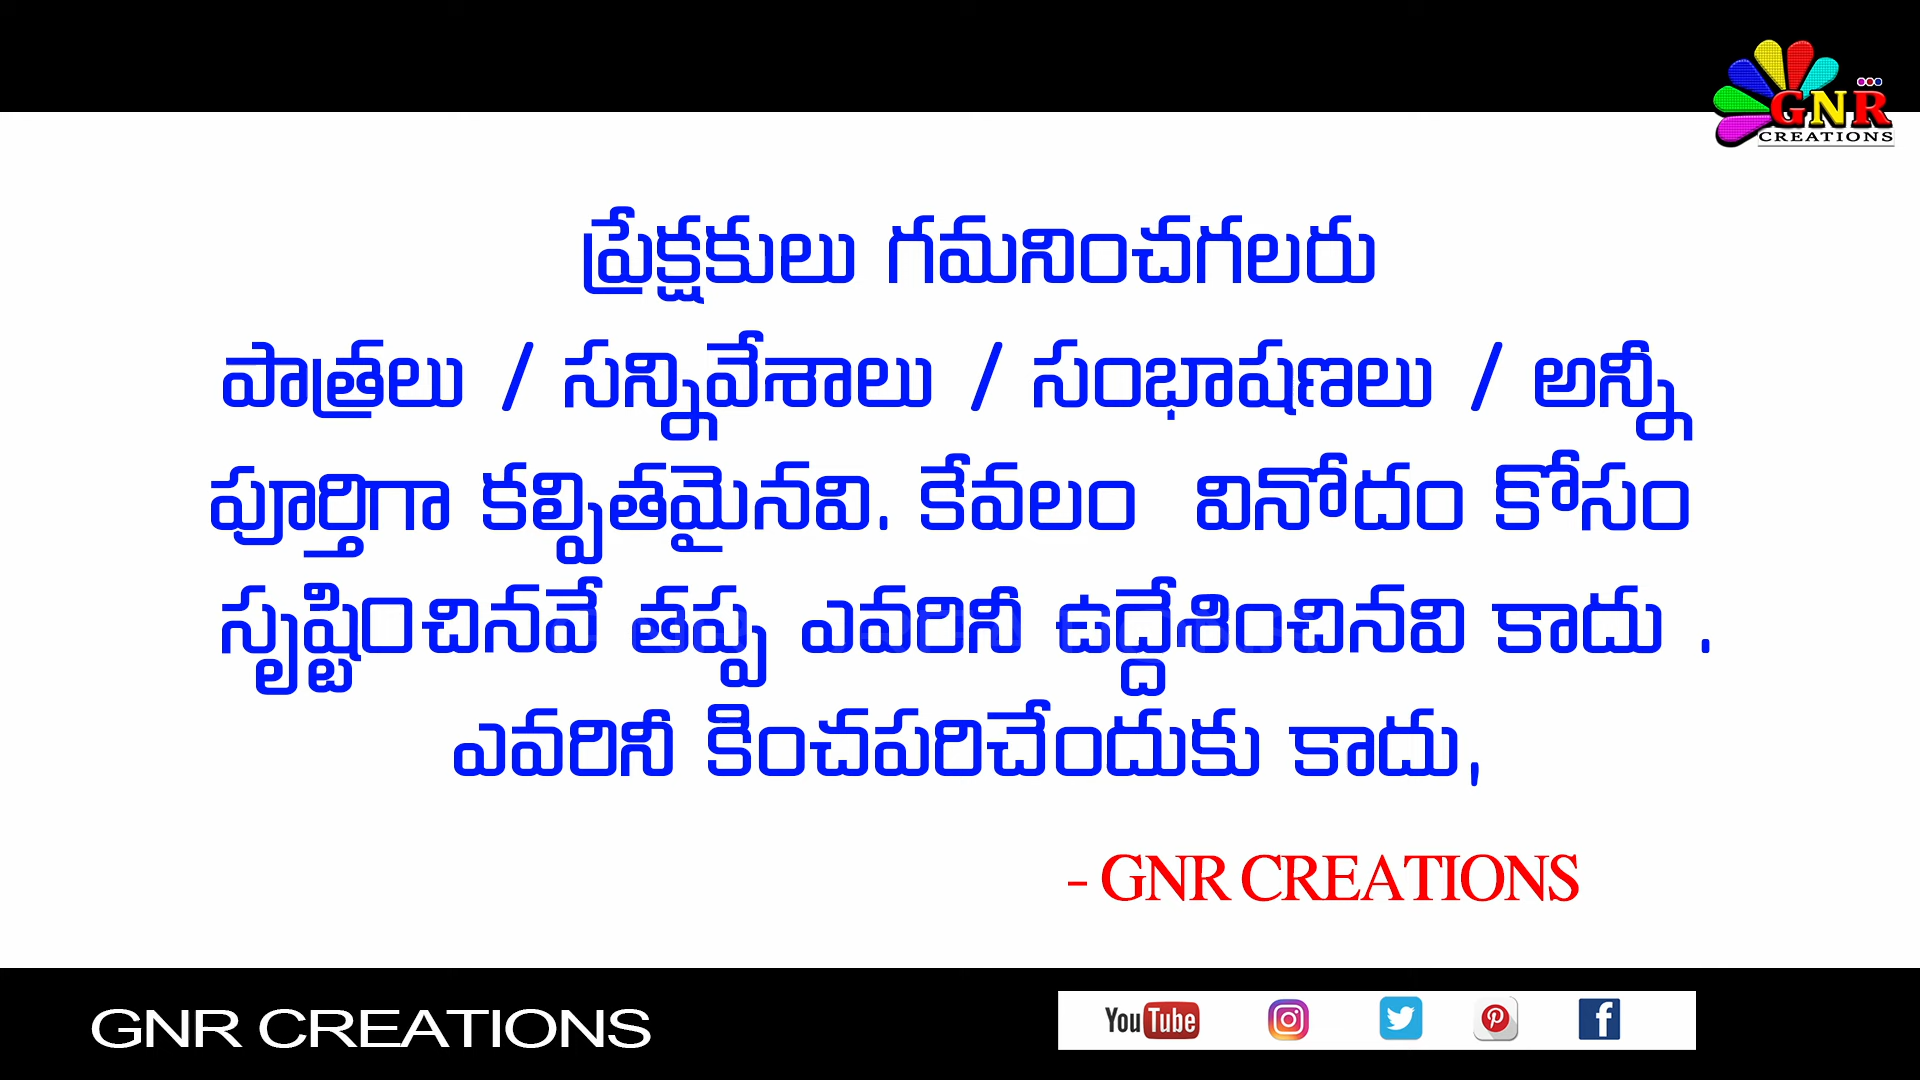 GNR
CREATIONS
ప్రేక్షకులు గమనించగలరు
పాత్రలు / సన్నివేశాలు / సంభాషణలు / అన్నీ
పూర్తిగా కల్పితమైనవి. కేవలం వినోదం కోసం
సృష్టించినవే తప్ప ఎవరినీ ఉద్దేశించినవి కాదు .
ఎవరినీ కించపరిచేందుకు కాదు,
- GNR CREATIONS
GNR CREATIONS
YouTube